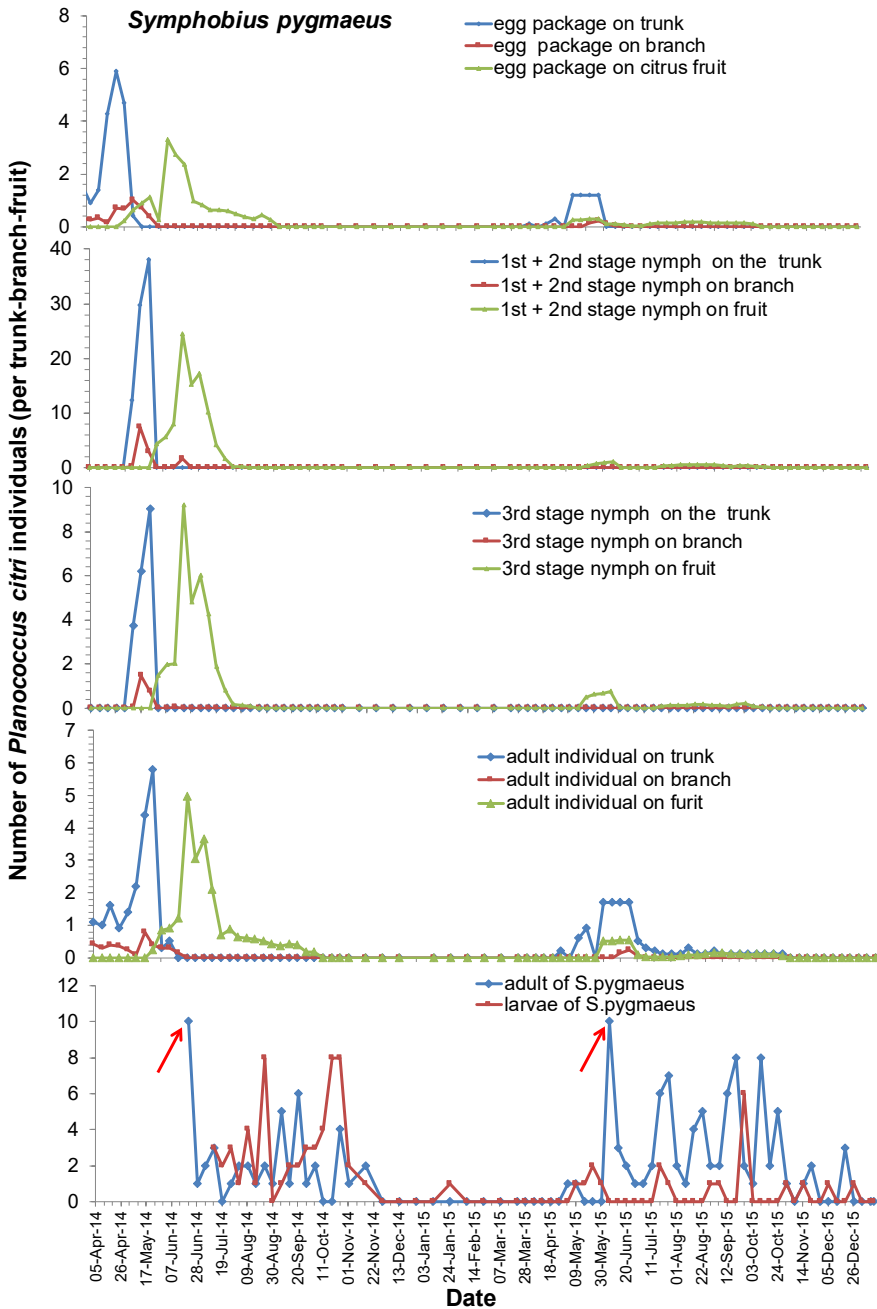 Symphobius pygmaeus
egg package on trunk
egg package on branch
egg package on citrus fruit
8
6
4
2
0
1st + 2nd stage nymph on the trunk
1st + 2nd stage nymph on branch
1st + 2nd stage nymph on fruit
40
30
20
10
0
3rd stage nymph on the trunk
3rd stage nymph on branch
3rd stage nymph on fruit
10
8
6
4
2
0
adult individual on trunk
adult individual on branch
adult individual on furit
7
6
5
4
3
2
1
0
adult of S.pygmaeus
larvae of S.pygmaeus
10
8
6
4
2
0
Number of Planococcus citri individuals (per trunk-branch-fruit)
05-Apr-14
26-Apr-14
17-May-14
07-Jun-14
28-Jun-14
19-Jul-14
09-Aug-14
30-Aug-14
20-Sep-14
11-Oct-14
01-Nov-14
22-Nov-14
13-Dec-14
03-Jan-15
24-Jan-15
14-Feb-15
07-Mar-15
28-Mar-15
18-Apr-15
09-May-15
30-May-15
20-Jun-15
11-Jul-15
01-Aug-15
22-Aug-15
12-Sep-15
03-Oct-15
24-Oct-15
14-Nov-15
05-Dec-15
26-Dec-15
Date